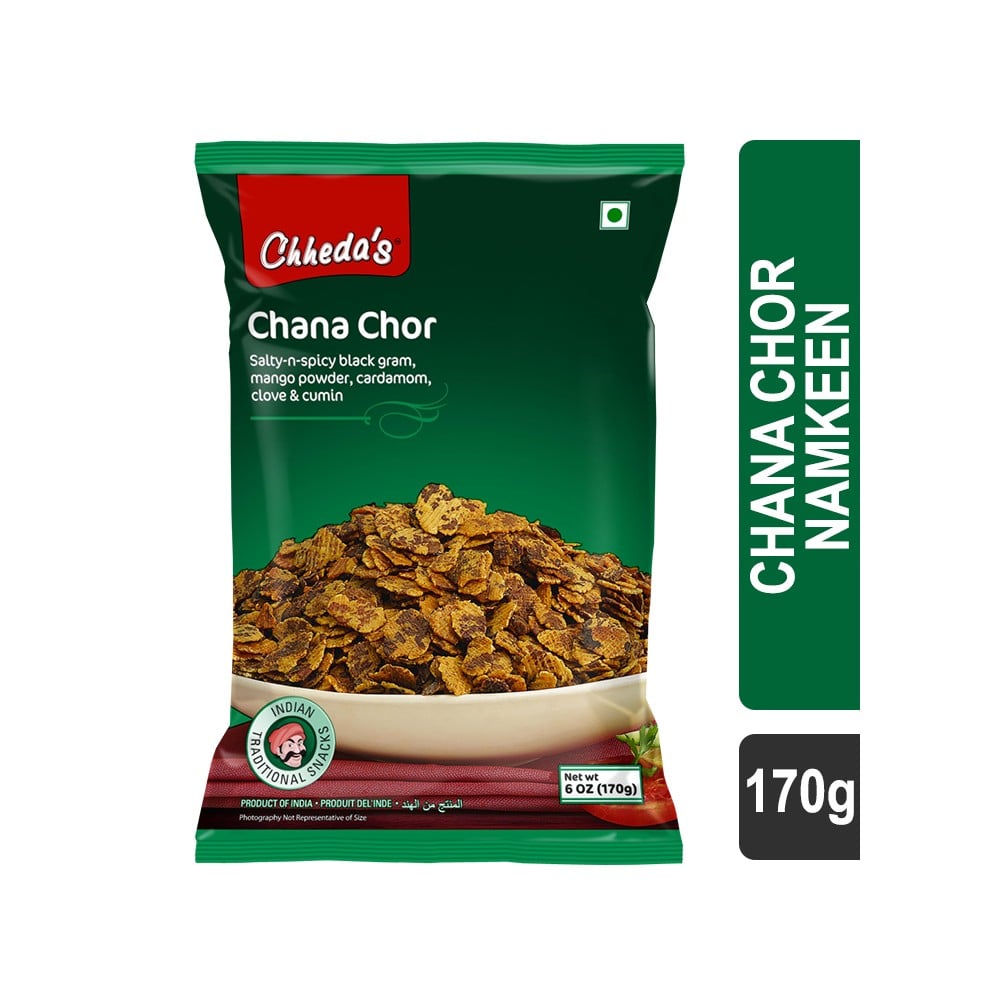 Chheda's
Chana Chor
Salty-n-spicy black gram,
mango powder, cardamom,
clove & cumin
INDIAN
TRADITIONAL SNACKS
PRODUCT OF INDIA • PRODUIT DEL'INDE • المنتج من الهند
Photography Not Representative of Size
Net wt
6 OZ (170g)
CHANA CHOR
NAMKEEN
170g